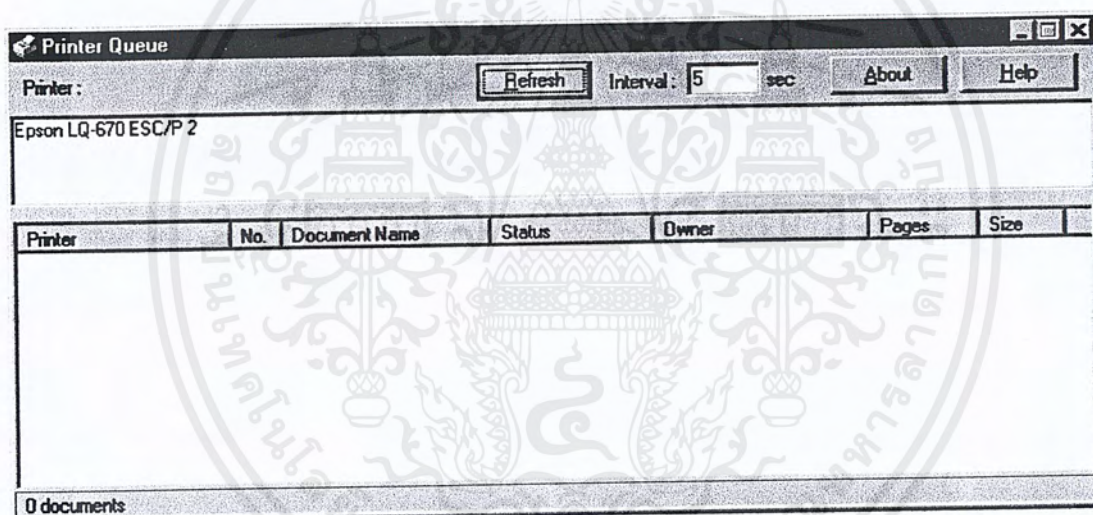 Printer Queue
Printer : Refresh Interval : 5 sec About Help
Epson LQ-670 ESC/P 2
Printer No. Document Name Status Owner Pages Size
0 documents